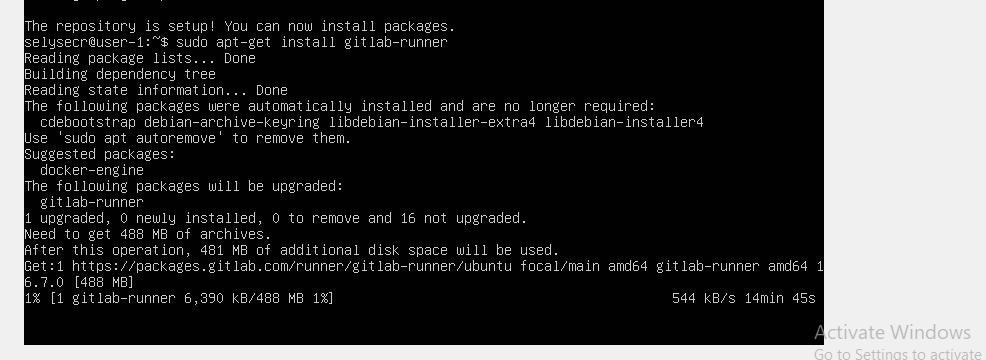 The repository is setup! You can now install packages.
selysecr@user-1:~$ sudo apt-get install gitlab-runner
Reading package lists... Done
Building dependency tree
Reading state information... Done
The following packages were automatically installed and are no longer required:
  cdebootstrap debian-archive-keyring libdebian-installer-extra4 libdebian-installer4
Use 'sudo apt autoremove' to remove them.
Suggested packages:
  docker-engine
The following packages will be upgraded:
  gitlab-runner
1 upgraded, 0 newly installed, 0 to remove and 16 not upgraded.
Need to get 488 MB of archives.
After this operation, 481 MB of additional disk space will be used.
Get:1 https://packages.gitlab.com/runner/gitlab-runner/ubuntu focal/main amd64 gitlab-runner amd64 1
6.7.0 [488 MB]
1% [1 gitlab-runner 6,390 kB/488 MB 1%] 544 kB/s 14min 45s
Activate Windows
Go to Settings to activate